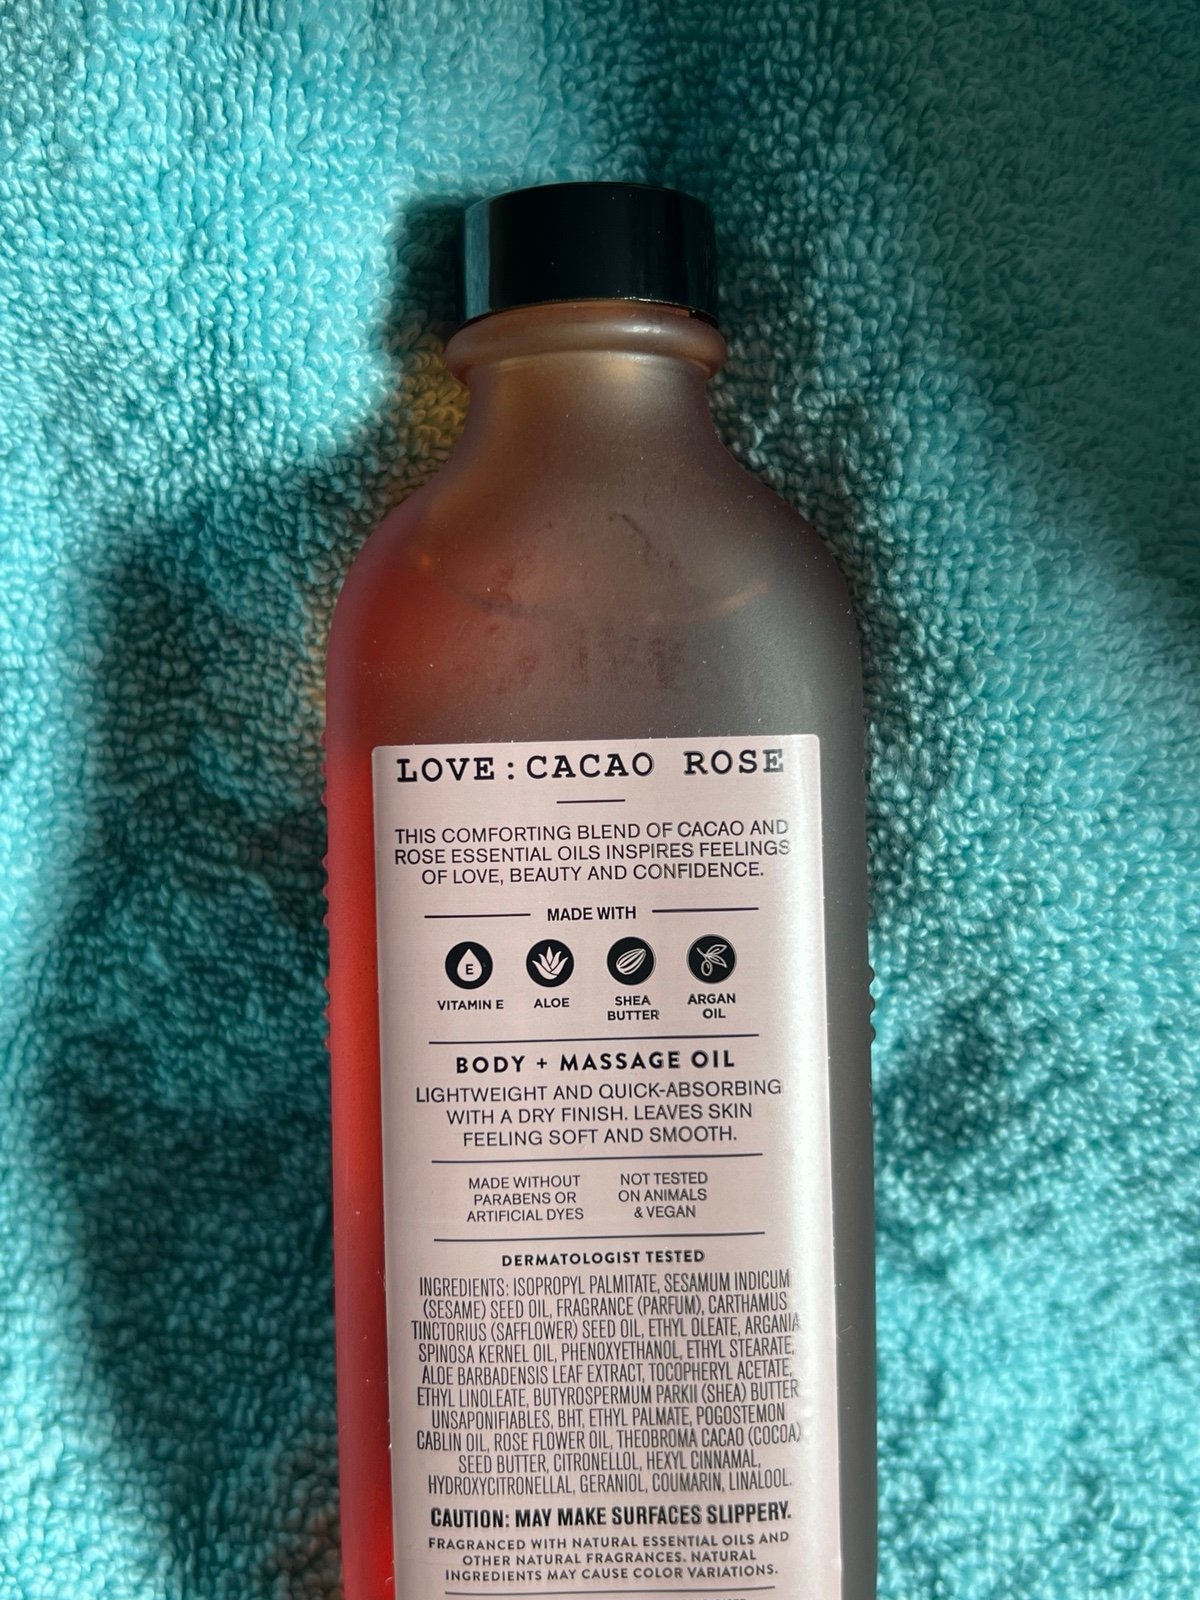 LOVE: CACAO ROSE
THIS COMFORTING BLEND OF CACAO AND
ROSE ESSENTIAL OILS INSPIRES FEELINGS
OF LOVE, BEAUTY AND CONFIDENCE.
MADE WITH
E
VITAMIN E
ALOE
SHEA
BUTTER
ARGAN
OIL
BODY + MASSAGE OIL
LIGHTWEIGHT AND QUICK-ABSORBING
WITH A DRY FINISH. LEAVES SKIN
FEELING SOFT AND SMOOTH.
MADE WITHOUT
PARABENS OR
ARTIFICIAL DYES
NOT TESTED
ON ANIMALS
& VEGAN
DERMATOLOGIST TESTED
INGREDIENTS: ISOPROPYL PALMITATE, SESAMUM INDICUM
(SESAME) SEED OIL, FRAGRANCE (PARFUM), CARTHAMUS
TINCTORIUS (SAFFLOWER) SEED OIL, ETHYL OLEATE, ARGANIA
SPINOSA KERNEL OIL, PHENOXYETHANOL, ETHYL STEARATE,
ALOE BARBADENSIS LEAF EXTRACT, TOCOPHERYL ACETATE,
ETHYL LINOLEATE, BUTYROSPERMUM PARKII (SHEA) BUTTER
UNSAPONIFIABLES, BHT, ETHYL PALMATE, POGOSTEMON
CABLIN OIL, ROSE FLOWER OIL, THEOBROMA CACAO (COCOA)
SEED BUTTER, CITRONELLOL, HEXYL CINNAMAL,
HYDROXYCITRONELLAL, GERANIOL, COUMARIN, LINALOOL.
CAUTION: MAY MAKE SURFACES SLIPPERY.
FRAGRANCED WITH NATURAL ESSENTIAL OILS AND
OTHER NATURAL FRAGRANCES. NATURAL
INGREDIENTS MAY CAUSE COLOR VARIATIONS.